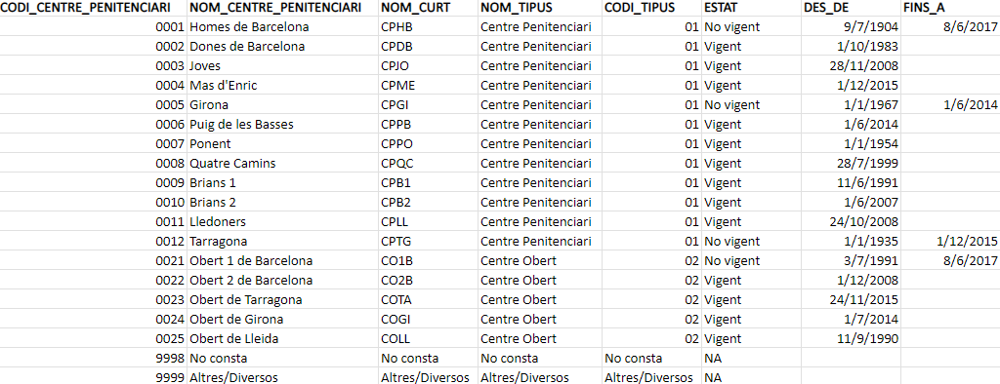 CODI_CENTRE_PENITENCIARI NOM_CENTRE_PENITENCIARI NOM_CURT NOM_TIPUS CODI_TIPUS ESTAT DES_DE FINS_A
0001 Homes de Barcelona CPHB Centre Penitenciari 01 No vigent 9/7/1904 8/6/2017
0002 Dones de Barcelona CPDB Centre Penitenciari 01 Vigent 1/10/1983
0003 Joves CPJO Centre Penitenciari 01 Vigent 28/11/2008
0004 Mas d'Enric CPME Centre Penitenciari 01 Vigent 1/12/2015
0005 Girona CPGI Centre Penitenciari 01 No vigent 1/1/1967 1/6/2014
0006 Puig de les Basses CPPB Centre Penitenciari 01 Vigent 1/6/2014
0007 Ponent CPPO Centre Penitenciari 01 Vigent 1/1/1954
0008 Quatre Camins CPQC Centre Penitenciari 01 Vigent 28/7/1999
0009 Brians 1 CPB1 Centre Penitenciari 01 Vigent 11/6/1991
0010 Brians 2 CPB2 Centre Penitenciari 01 Vigent 1/6/2007
0011 Lledoners CPLL Centre Penitenciari 01 Vigent 24/10/2008
0012 Tarragona CPTG Centre Penitenciari 01 No vigent 1/1/1935 1/12/2015
0021 Obert 1 de Barcelona CO1B Centre Obert 02 No vigent 3/7/1991 8/6/2017
0022 Obert 2 de Barcelona CO2B Centre Obert 02 Vigent 1/12/2008
0023 Obert de Tarragona COTA Centre Obert 02 Vigent 24/11/2015
0024 Obert de Girona COGI Centre Obert 02 Vigent 1/7/2014
0025 Obert de Lleida COLL Centre Obert 02 Vigent 11/9/1990
9998 No consta No consta No consta No consta NA
9999 Altres/Diversos Altres/Diversos Altres/Diversos Altres/Diversos NA